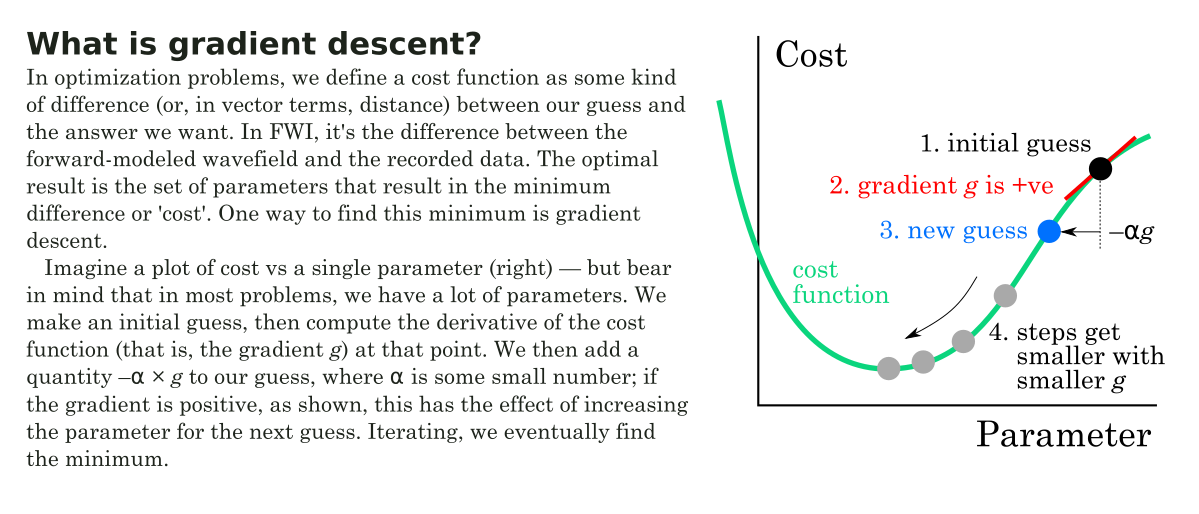 What is gradient descent?
In optimization problems, we define a cost function as some kind
of difference (or, in vector terms, distance) between our guess and
the answer we want. In FWI, it's the difference between the
forward-modeled wavefield and the recorded data. The optimal
result is the set of parameters that result in the minimum
difference or 'cost'. One way to find this minimum is gradient
descent.
Imagine a plot of cost vs a single parameter (right) — but bear
in mind that in most problems, we have a lot of parameters. We
make an initial guess, then compute the derivative of the cost
function (that is, the gradient g) at that point. We then add a
quantity –α × g to our guess, where α is some small number; if
the gradient is positive, as shown, this has the effect of increasing
the parameter for the next guess. Iterating, we eventually find
the minimum.
Cost
1. initial guess
2. gradient g is +ve
3. new guess
–αg
cost
function
4. steps get
smaller with
smaller g
Parameter